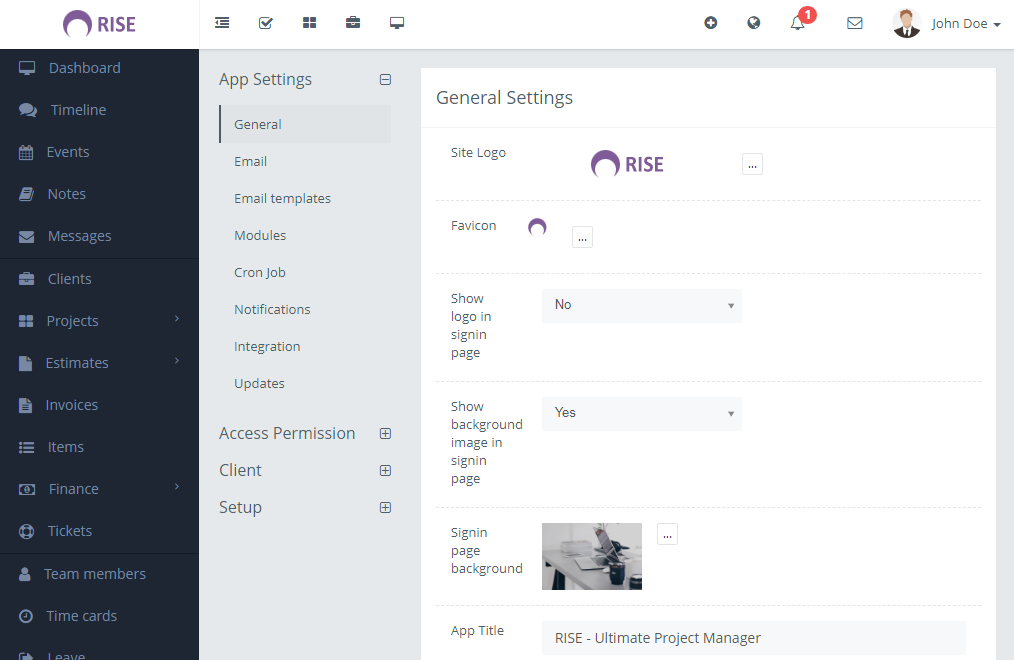 RISE
1
John Doe
Dashboard
Timeline
Events
Notes
Messages
Clients
Projects
Estimates
Invoices
Items
Finance
Tickets
Team members
Time cards
Leave
App Settings
General
Email
Email templates
Modules
Cron Job
Notifications
Integration
Updates
Access Permission
Client
Setup
General Settings
Site Logo
RISE
...
Favicon
...
Show
logo in
signin
page
No
Show
background
image in
signin
page
Yes
Signin
page
background
...
App Title
RISE - Ultimate Project Manager